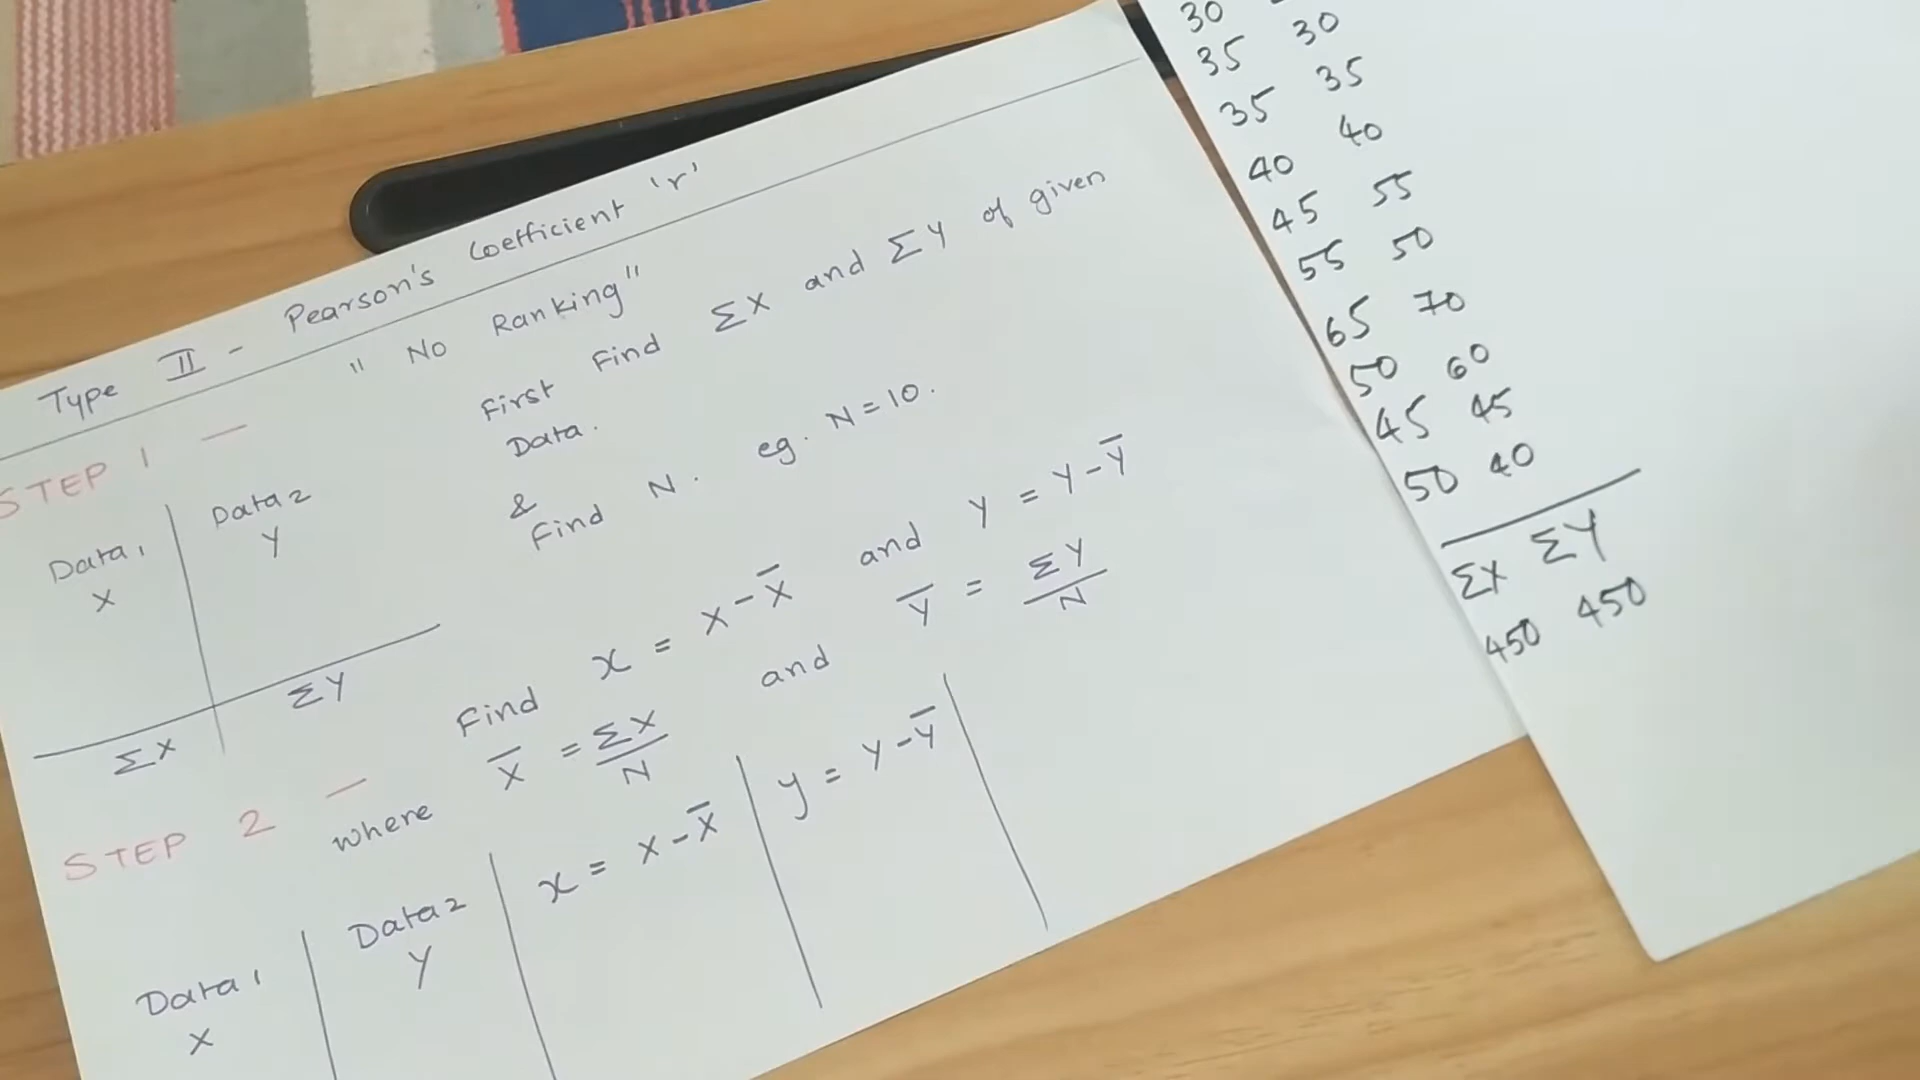 Type II - Pearson's Coefficient 'r'
" No Ranking"
STEP 1 — First Find ΣX and ΣY of given
Data.
& Find N. eg. N=10.
Data 1 Data 2
X Y
ΣX ΣY
STEP 2 — Find x = X-X̅ and y = Y-Y̅
where X̅ = ΣX/N and Y̅ = ΣY/N
Data 1 Data 2 x = X-X̅ y = Y-Y̅
X Y
30
35 30
35 35
40 40
45 55
55 50
65 70
50 60
45 45
50 40
ΣX ΣY
450 450